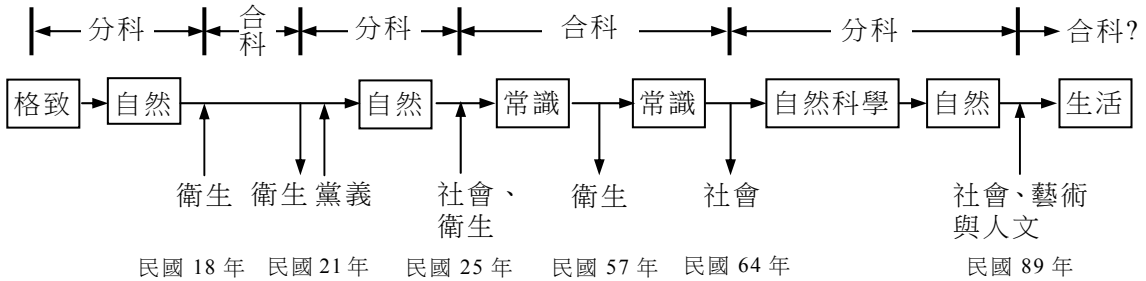 分科 合科 分科 合科 分科 合科?
格致 自然 自然 常識 常識 自然科學 自然 生活
衛生 衛生 黨義 社會、衛生 衛生 社會 社會、藝術與人文
民國 18 年 民國 21 年 民國 25 年 民國 57 年 民國 64 年 民國 89 年